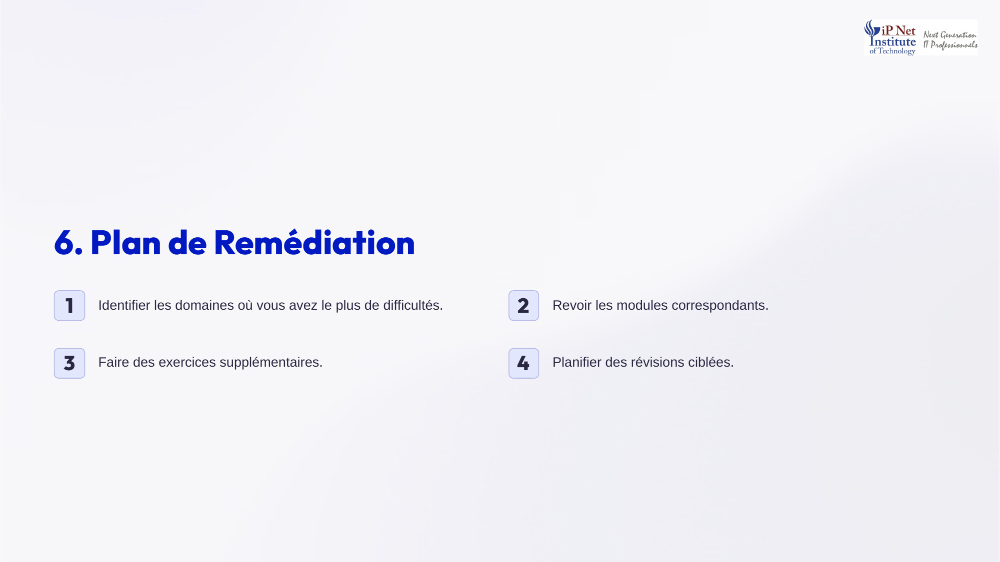 iP Net
Institute
of Technology
Next Generation
IT Professionnels
6. Plan de Remédiation
1 Identifier les domaines où vous avez le plus de difficultés.
2 Revoir les modules correspondants.
3 Faire des exercices supplémentaires.
4 Planifier des révisions ciblées.